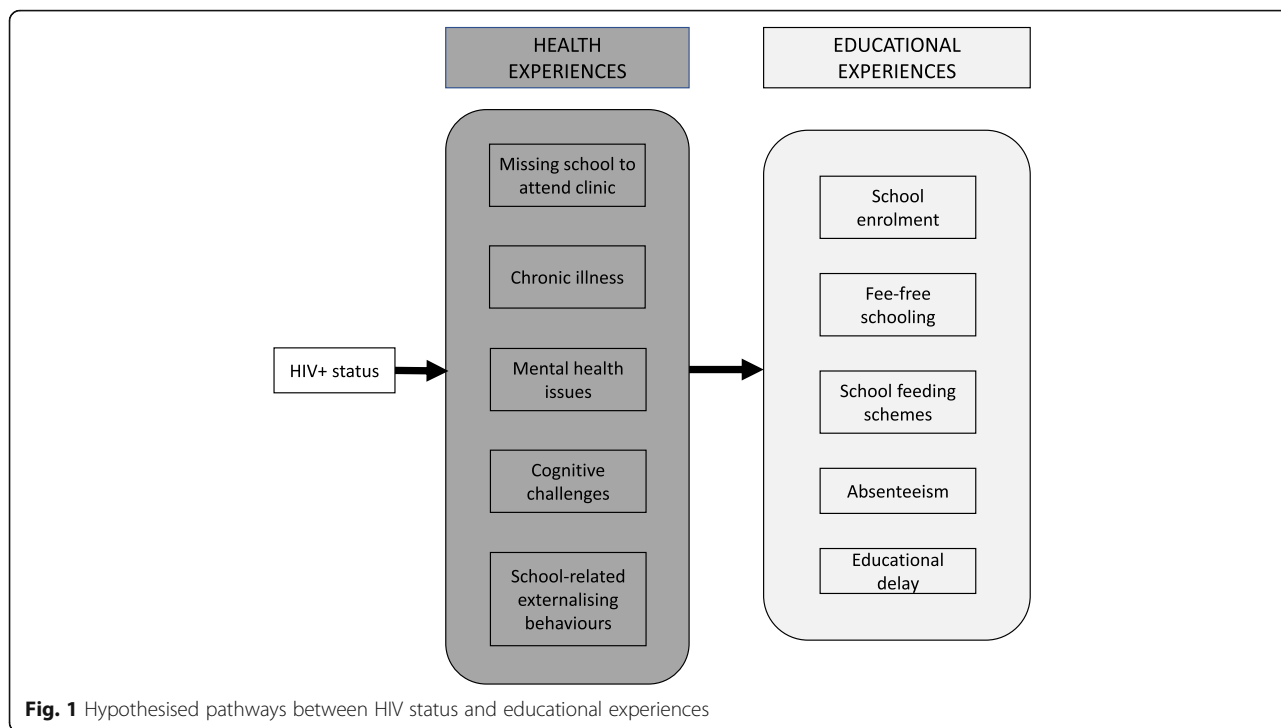 HEALTH
EXPERIENCES
EDUCATIONAL
EXPERIENCES
HIV+ status
Missing school to
attend clinic
Chronic illness
Mental health
issues
Cognitive
challenges
School-related
externalising
behaviours
School
enrolment
Fee-free
schooling
School feeding
schemes
Absenteeism
Educational
delay
Fig. 1 Hypothesised pathways between HIV status and educational experiences